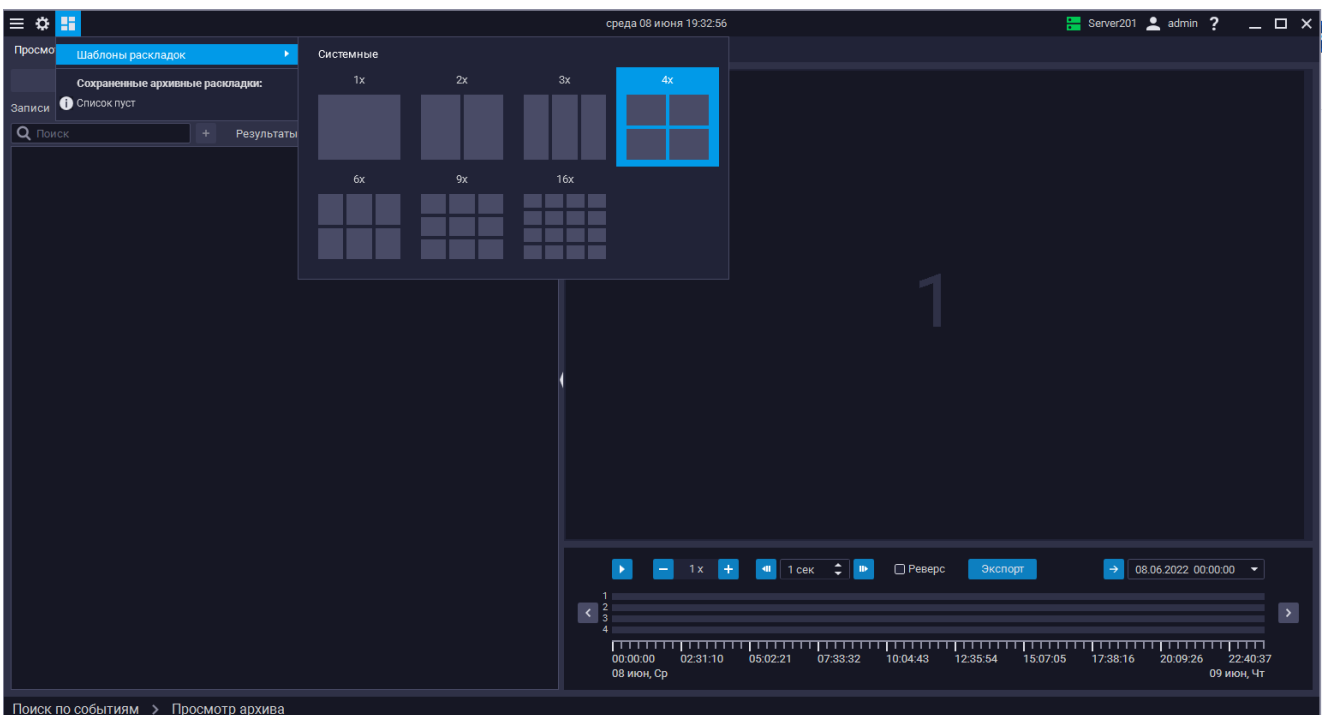 среда 08 июня 19:32:56
Server201 admin ?
Шаблоны раскладок
Сохраненные архивные раскладки:
Список пуст
Записи
Поиск + Результаты
Системные
1x 2x 3x 4x
6x 9x 16x
1
1 x 1 сек Реверс Экспорт 08.06.2022 00:00:00
1
2
3
4
00:00:00 02:31:10 05:02:21 07:33:32 10:04:43 12:35:54 15:07:05 17:38:16 20:09:26 22:40:37
08 июн, Ср 09 июн, Чт
Поиск по событиям > Просмотр архива